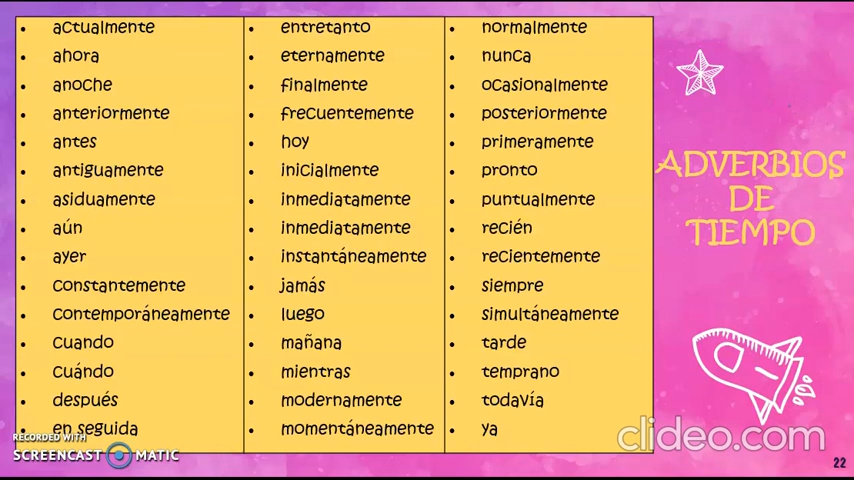 • actualmente
• ahora
• anoche
• anteriormente
• antes
• antiguamente
• asiduamente
• aún
• ayer
• constantemente
• contemporáneamente
• cuando
• cuándo
• después
• en seguida
• entretanto
• eternamente
• finalmente
• frecuentemente
• hoy
• inicialmente
• inmediatamente
• inmediatamente
• instantáneamente
• jamás
• luego
• mañana
• mientras
• modernamente
• momentáneamente
• normalmente
• nunca
• ocasionalmente
• posteriormente
• primeramente
• pronto
• puntualmente
• recién
• recientemente
• siempre
• simultáneamente
• tarde
• temprano
• todavía
• ya
ADVERBIOS
DE
TIEMPO
RECORDED WITH
SCREENCAST MATIC
clideo.com
22